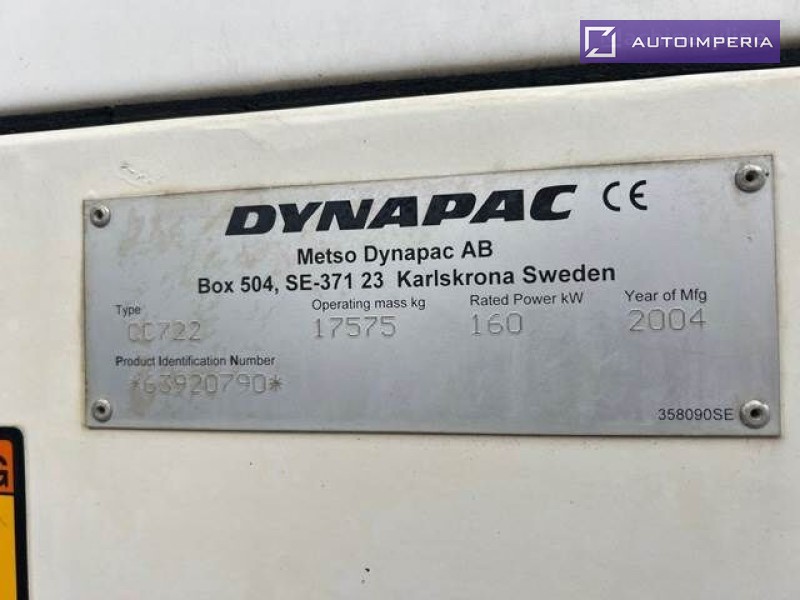 AUTOIMPERIA
DYNAPAC CE
Metso Dynapac AB
Box 504, SE-371 23 Karlskrona Sweden
Type Operating mass kg Rated Power kW Year of Mfg
CC722 17575 160 2004
Product Identification Number
*63920790*
358090SE
G